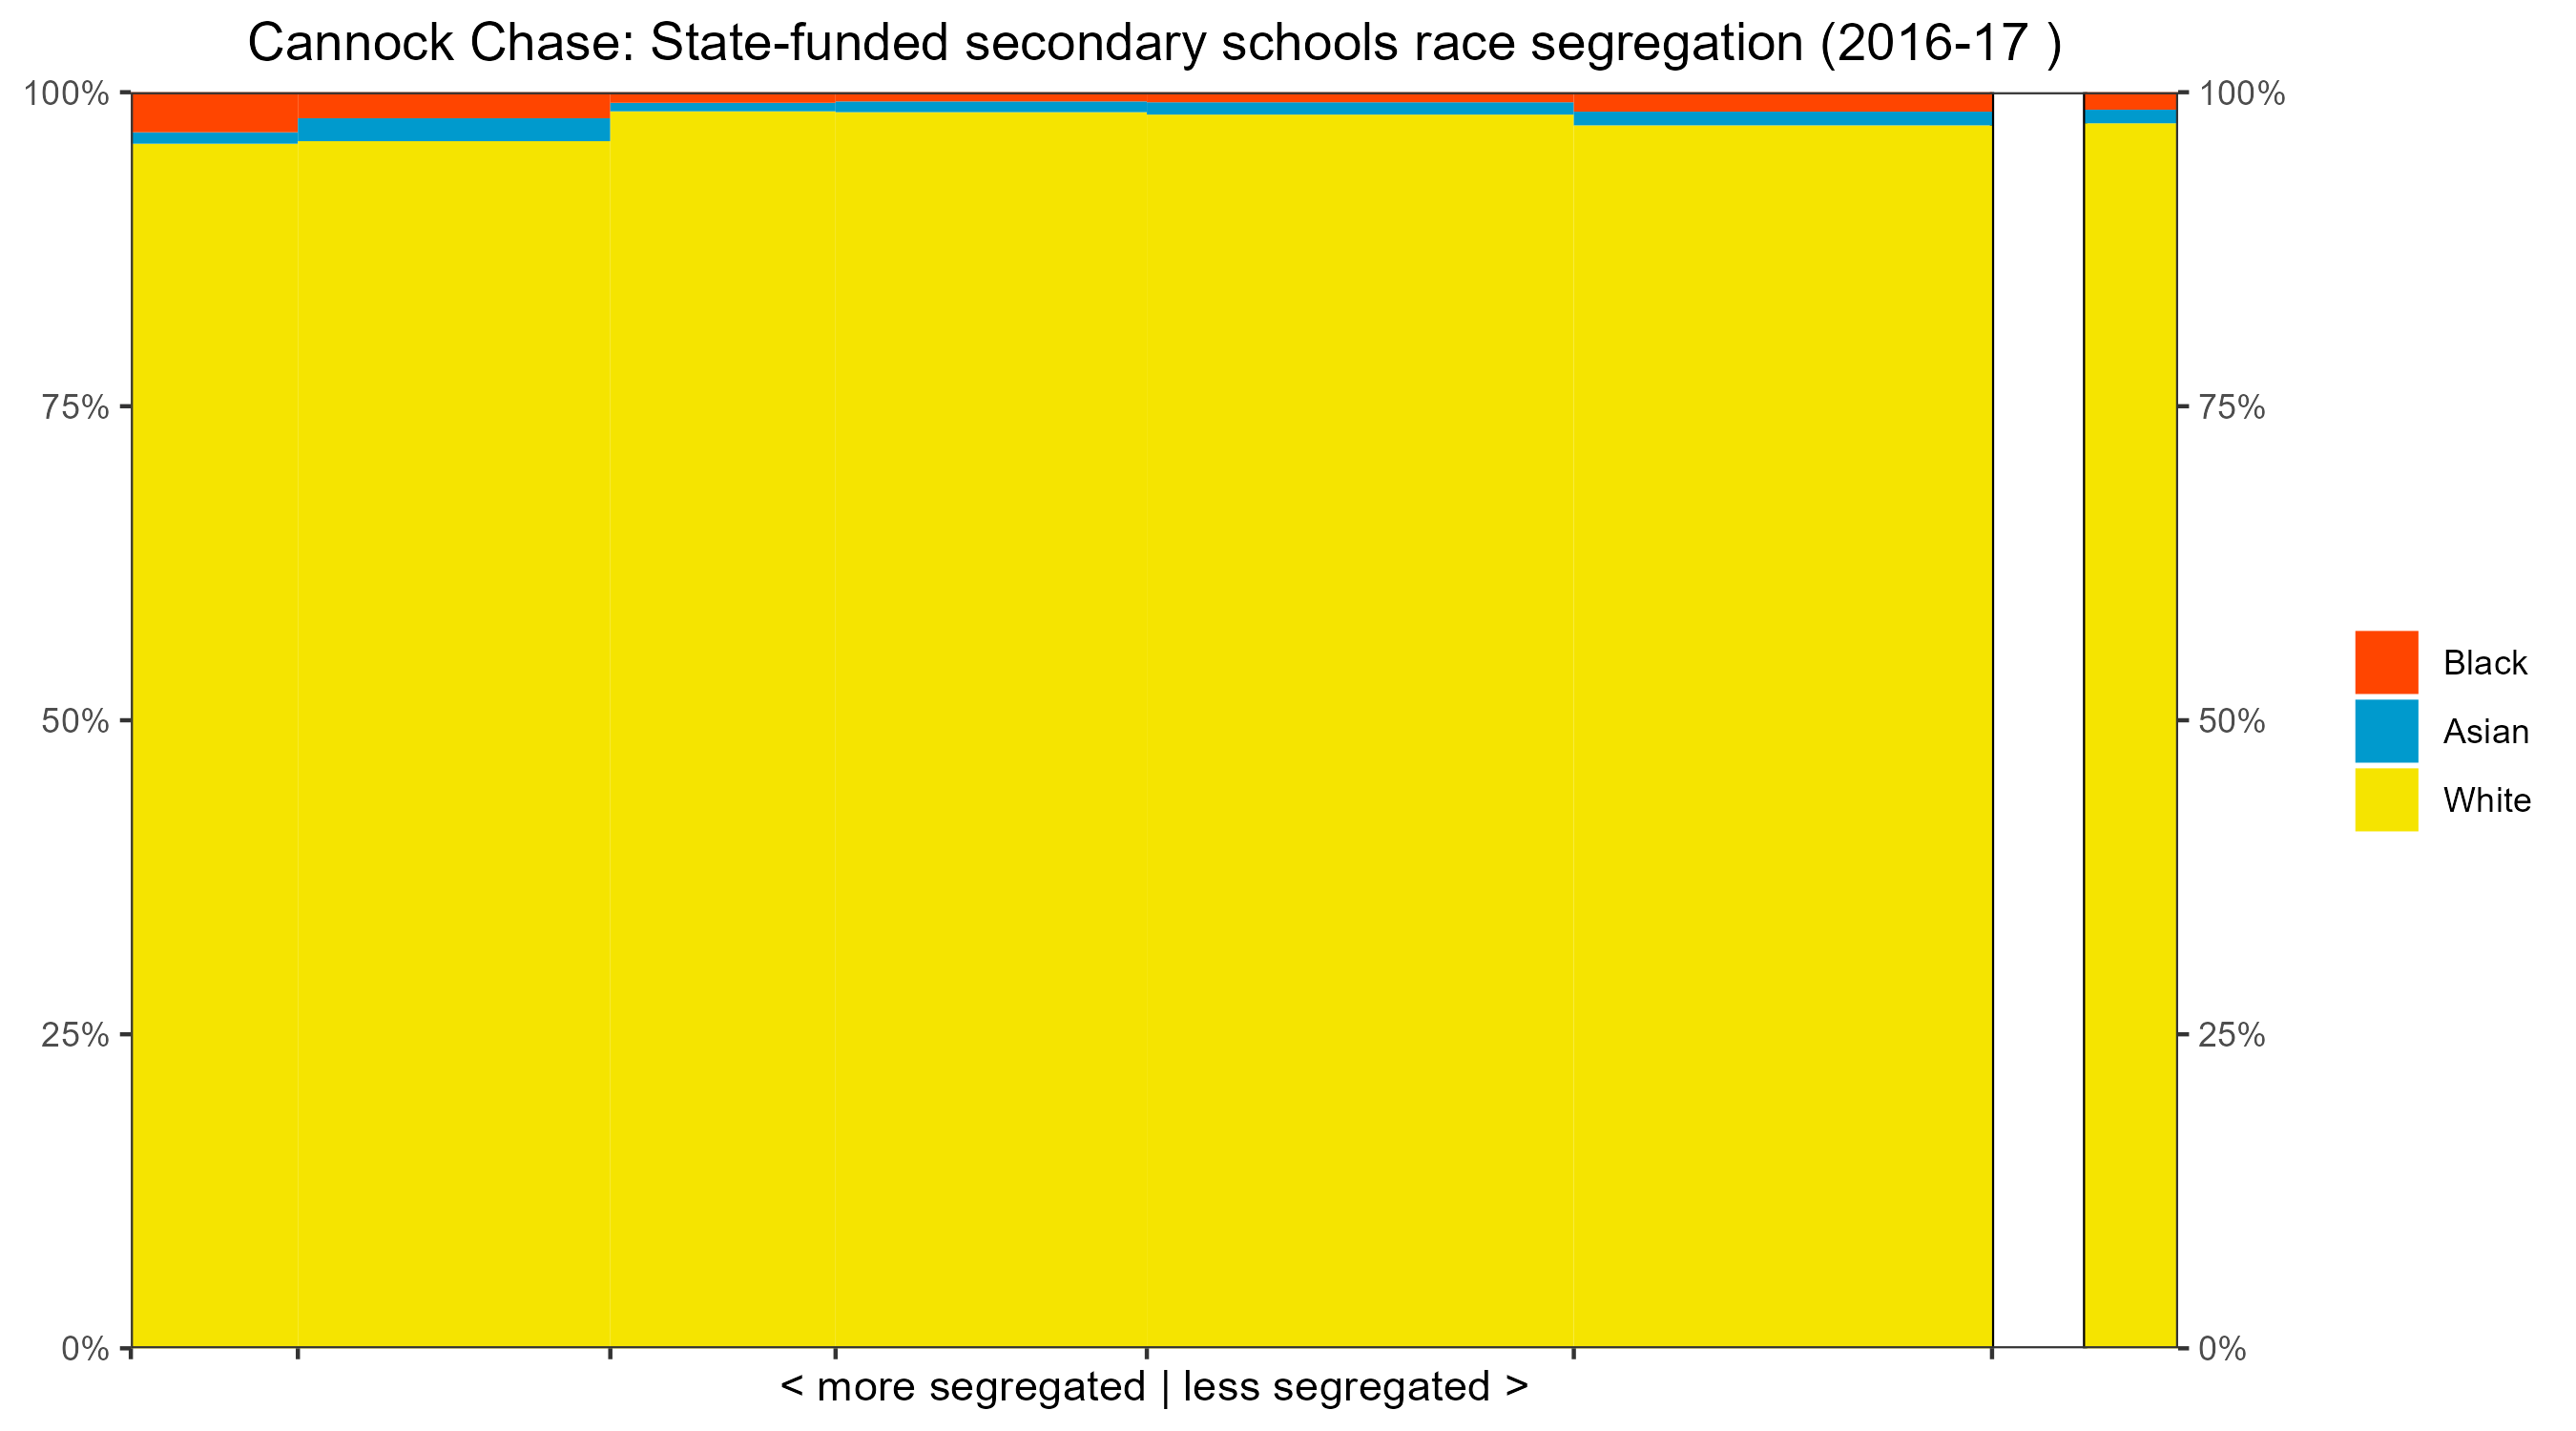 Cannock Chase: State-funded secondary schools race segregation (2016-17 )
100%
75%
50%
25%
0%
100%
75%
50%
25%
0%
Black
Asian
White
< more segregated | less segregated >